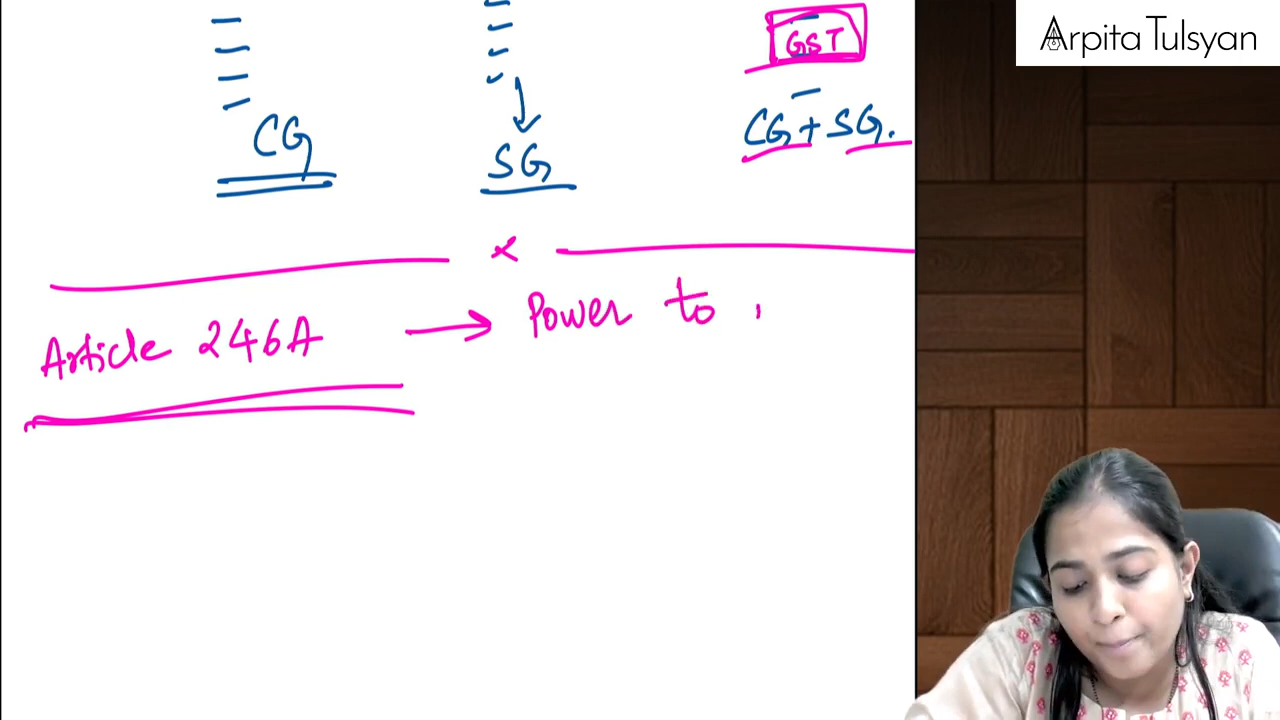 Arpita Tulsyan
GST
CG
SG
CG + SG.
Article 246A → Power to